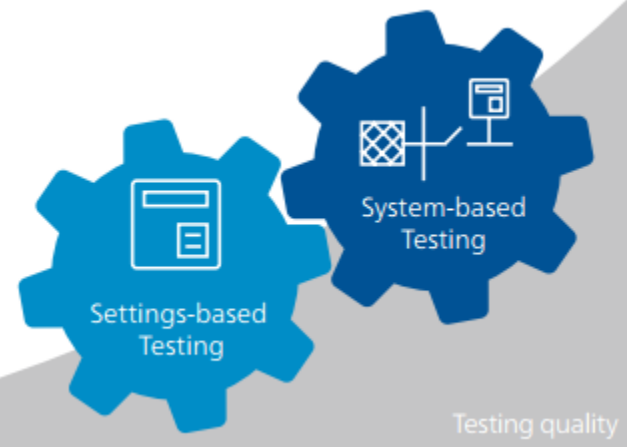 System-based
Testing
Settings-based
Testing
Testing quality